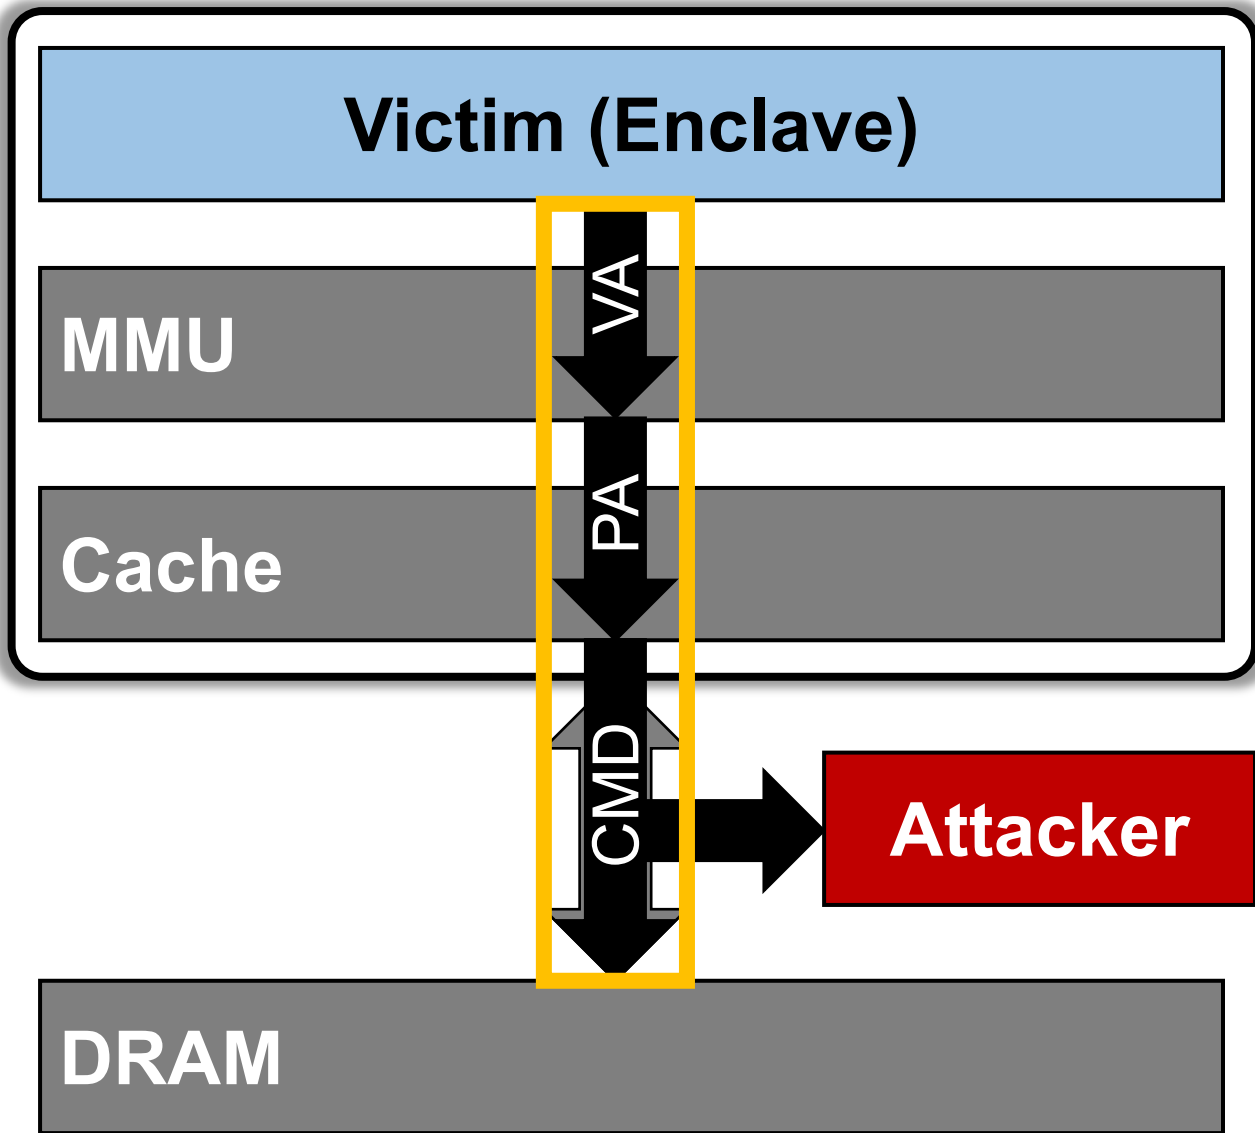 Victim (Enclave)
VA
MMU
PA
Cache
CMD
Attacker
DRAM